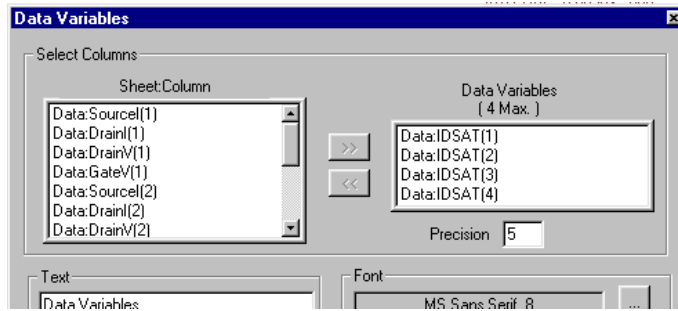 Data Variables
Select Columns
Sheet:Column
Data:SourceI(1)
Data:DrainI(1)
Data:DrainV(1)
Data:GateV(1)
Data:SourceI(2)
Data:DrainI(2)
Data:DrainV(2)
>>
<<
Data Variables
( 4 Max. )
Data:IDSAT(1)
Data:IDSAT(2)
Data:IDSAT(3)
Data:IDSAT(4)
Precision 5
Text
Data Variables
Font
MS Sans Serif, 8
...